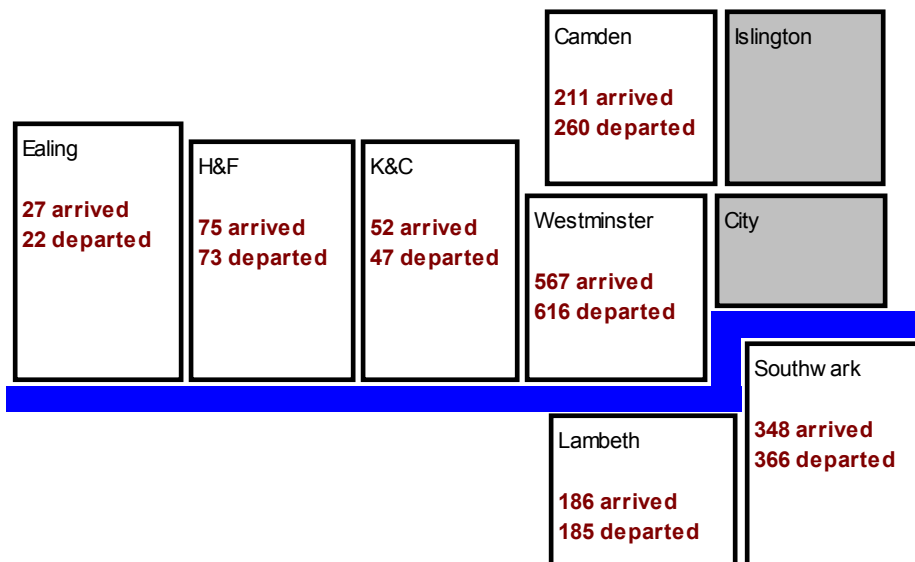 Camden
211 arrived
260 departed
Islington
Ealing
27 arrived
22 departed
H&F
75 arrived
73 departed
K&C
52 arrived
47 departed
Westminster
567 arrived
616 departed
City
Southw ark
348 arrived
366 departed
Lambeth
186 arrived
185 departed